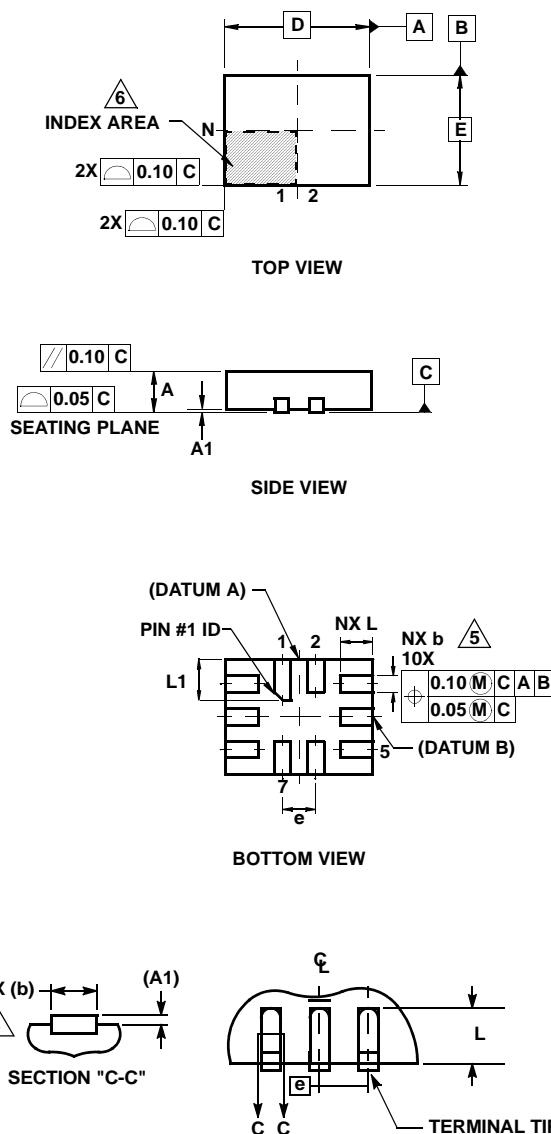 D
A
B
6
INDEX AREA
N
E
2X 0.10 C
1 2
2X 0.10 C
TOP VIEW
// 0.10 C
A
C
0.05 C
SEATING PLANE
A1
SIDE VIEW
(DATUM A)
PIN #1 ID
1 2
NX L
NX b 5
10X
L1
0.10 M C A B
0.05 M C
5
(DATUM B)
7
e
BOTTOM VIEW
X (b)
(A1)
SECTION "C-C"
CL
L
e
C C
TERMINAL TIP